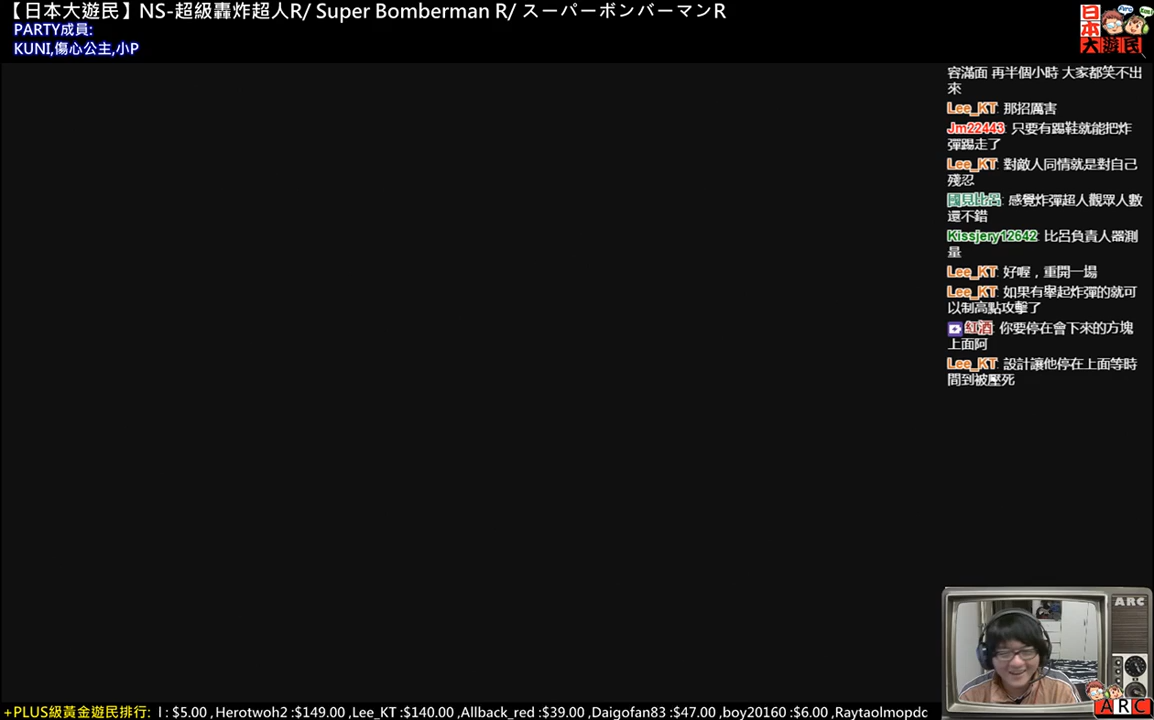 【日本大遊民】NS-超級轟炸超人R/ Super Bomberman R/ スーパーボンバーマンR
PARTY成員:
KUNI,傷心公主,小P
日本大遊民
容滿面 再半個小時 大家都笑不出
來
Lee_KT: 那招厲害
Jm22443: 只要有踢鞋就能把炸
彈踢走了
Lee_KT: 對敵人同情就是對自己
殘忍
國見比呂: 感覺炸彈超人觀眾人數
還不錯
Kissjery12642: 比呂負責人器測
量
Lee_KT: 好喔，重開一場
Lee_KT: 如果有舉起炸彈的就可
以制高點攻擊了
紅酒: 你要停在會下來的方塊
上面阿
Lee_KT: 設計讓他停在上面等時
間到被壓死
ARC
ARC
+PLUS級黃金遊民排行: l : $5.00 ,Herotwoh2 :$149.00 ,Lee_KT :$140.00 ,Allback_red :$39.00 ,Daigofan83 :$47.00 ,boy20160 :$6.00 ,Raytaolmopdc